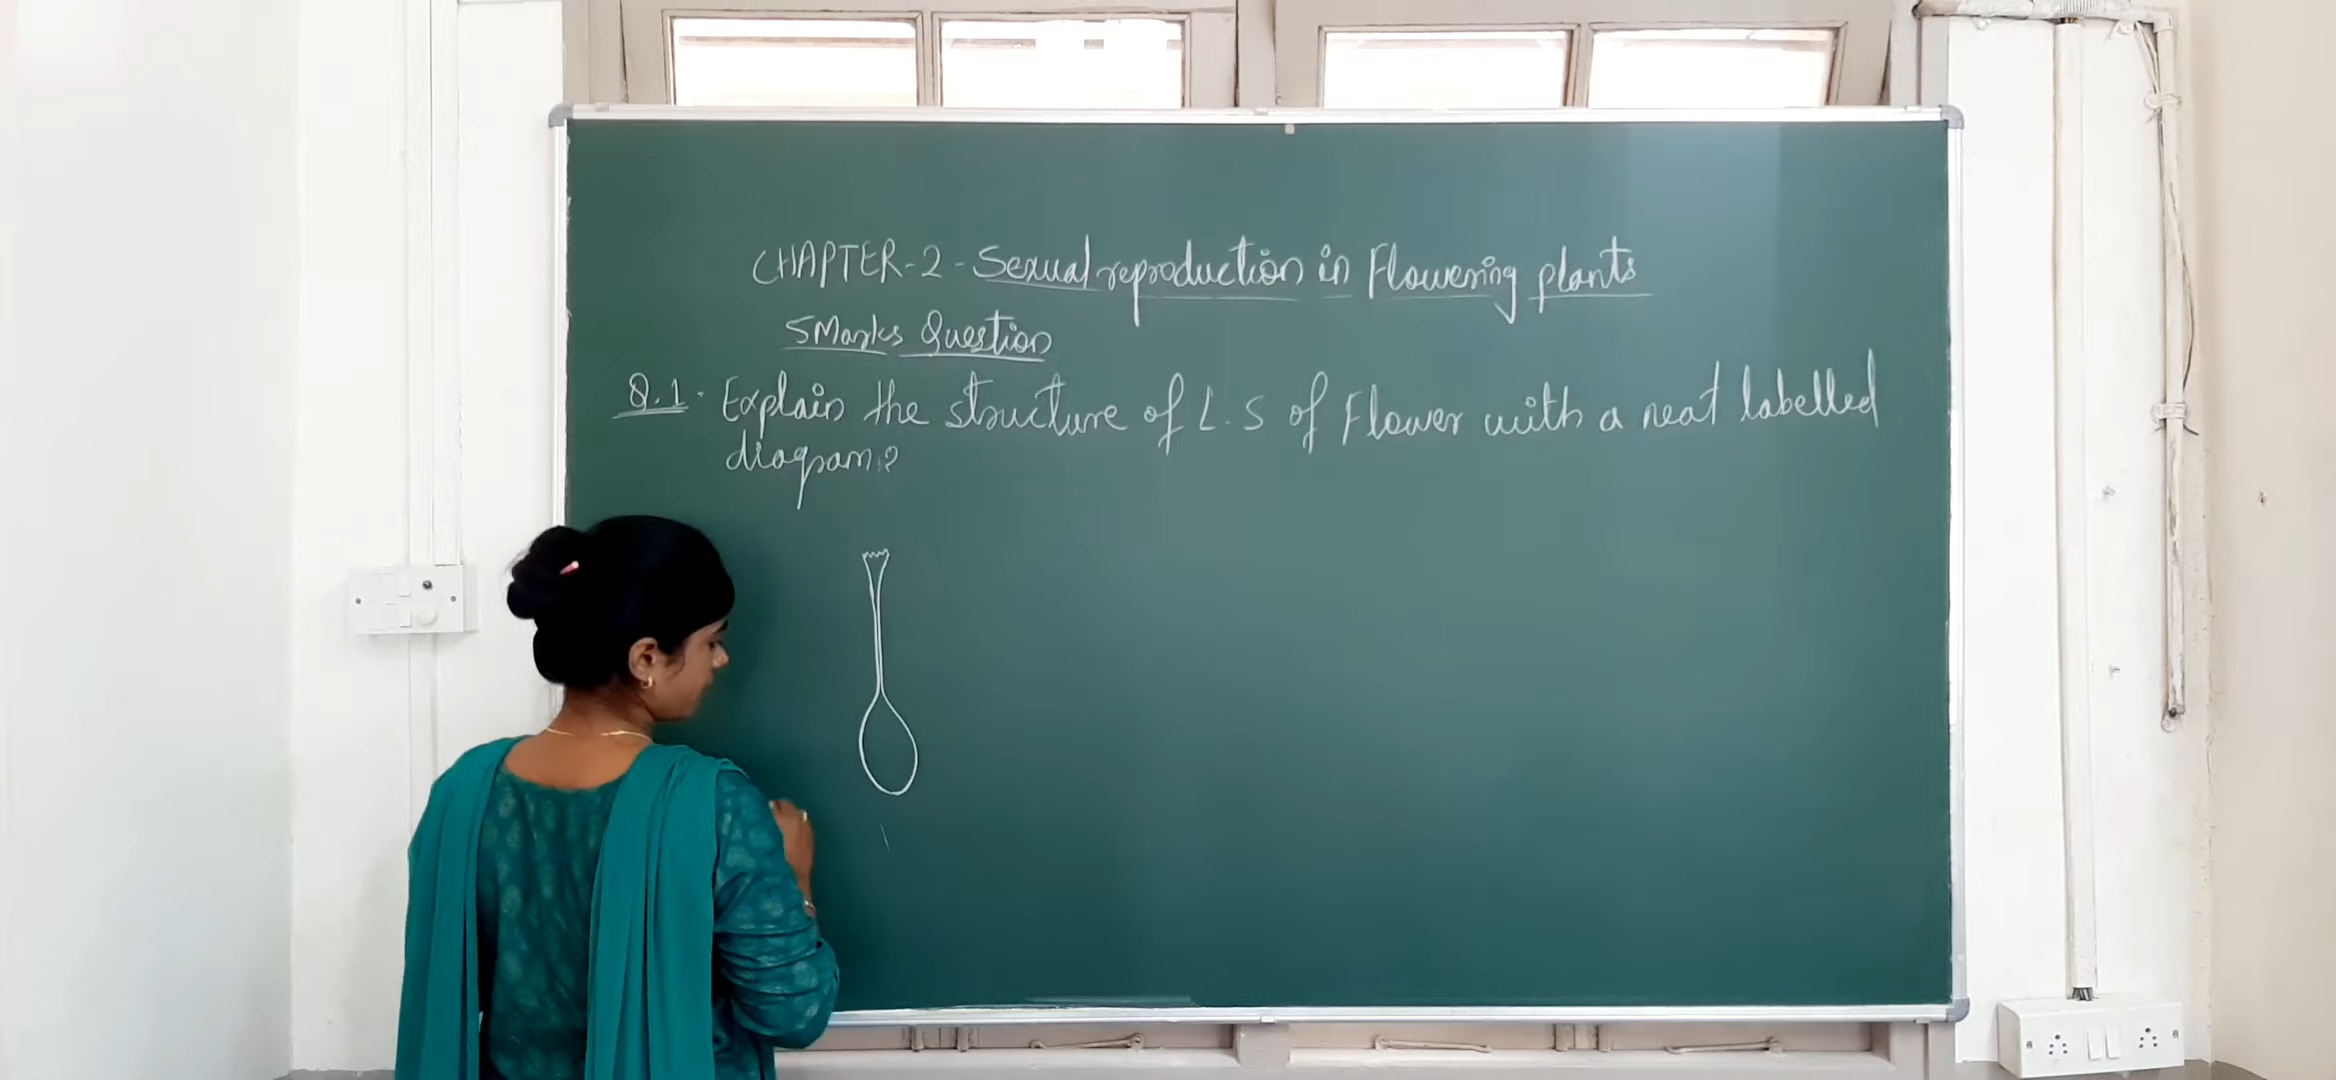 CHAPTER-2-Sexual reproduction in Flowering plants
5Marks Question
Q.1. Explain the structure of L.S of Flower with a neat labelled
diagram?